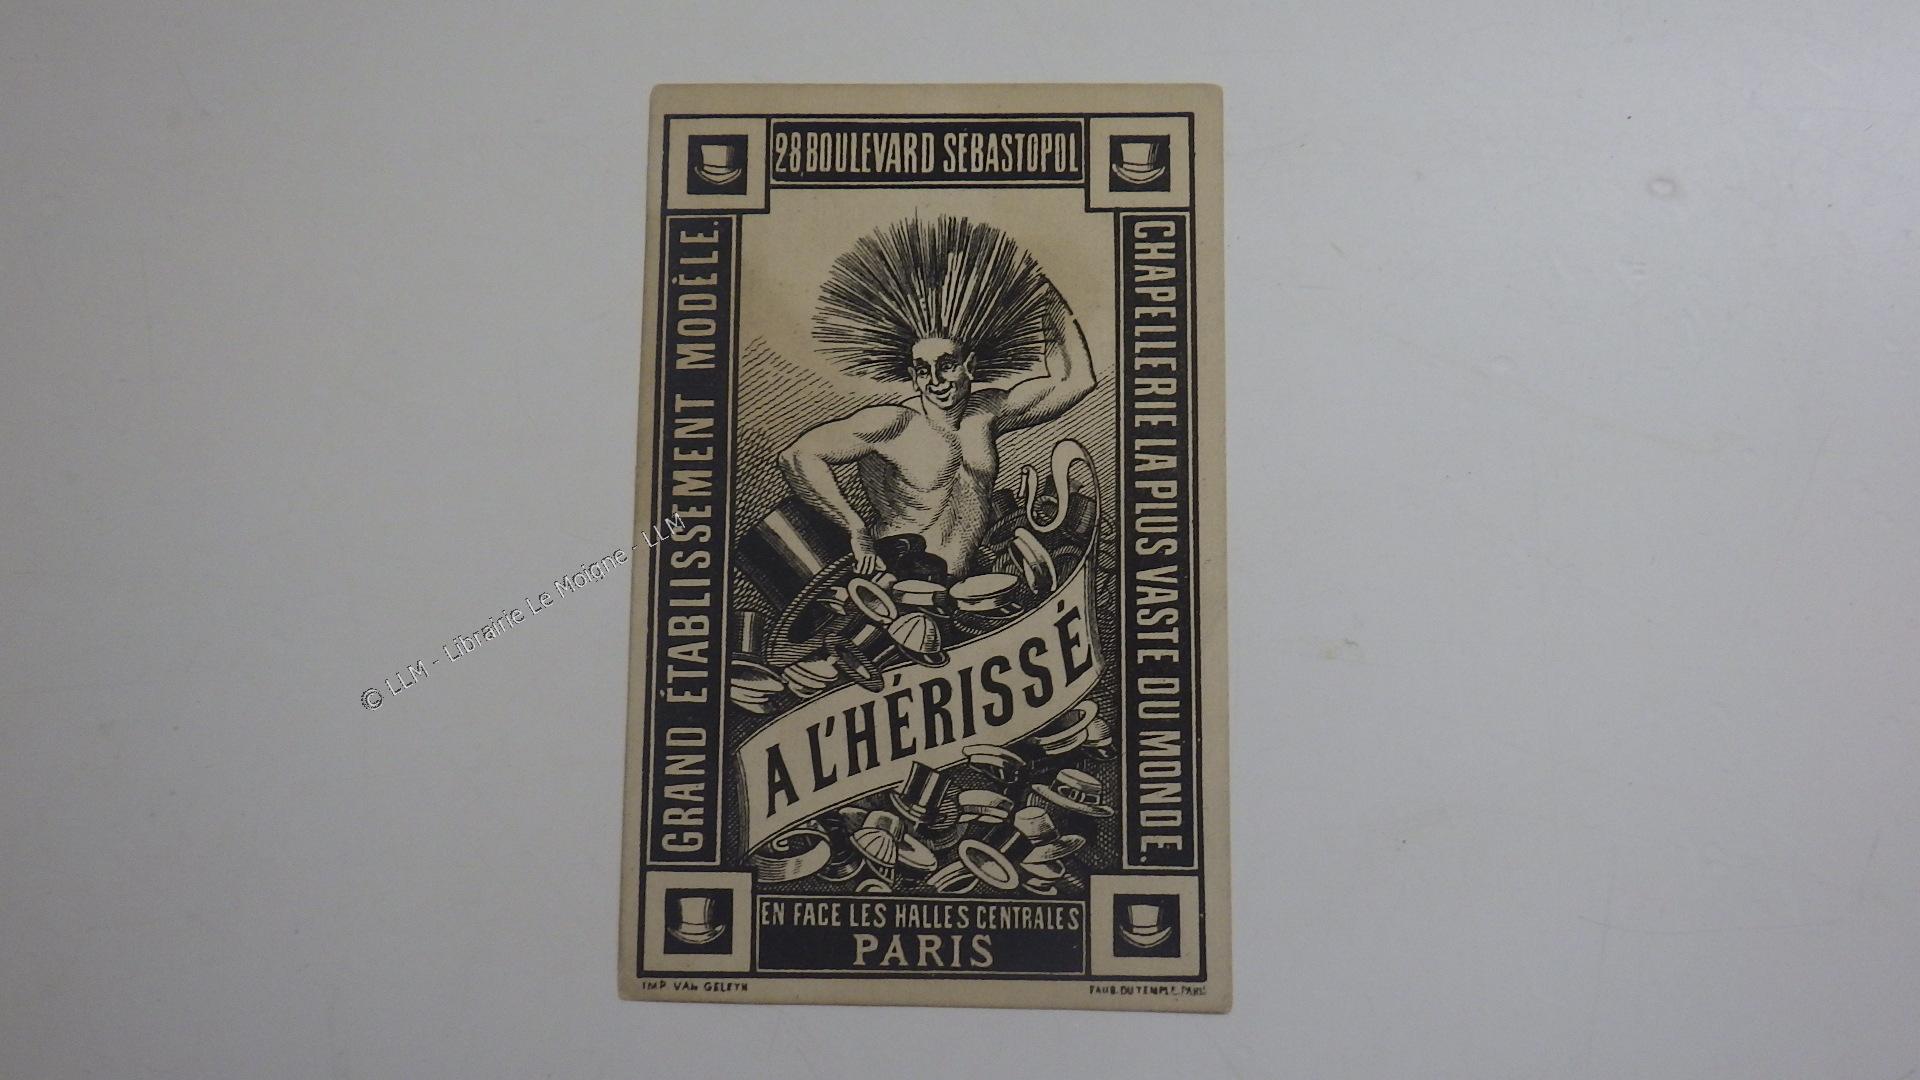 28, BOULEVARD SÉBASTOPOL
GRAND ÉTABLISSEMENT MODÈLE.
CHAPELLERIE LA PLUS VASTE DU MONDE.
A L'HÉRISSÉ
EN FACE LES HALLES CENTRALES
PARIS
IMP. VAN GELEYN
FAUB. DU TEMPLE, PARIS
© LLM - Librairie Le Moigne - LLM